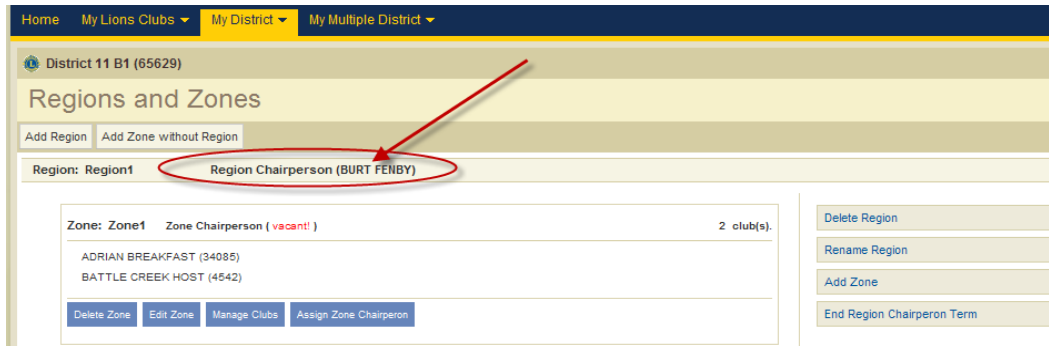 Home My Lions Clubs My District My Multiple District
District 11 B1 (65629)
Regions and Zones
Add Region Add Zone without Region
Region: Region1 Region Chairperson (BURT FENBY)
Zone: Zone1 Zone Chairperson ( vacant! ) 2 club(s).
ADRIAN BREAKFAST (34085)
BATTLE CREEK HOST (4542)
Delete Zone Edit Zone Manage Clubs Assign Zone Chairperon
Delete Region
Rename Region
Add Zone
End Region Chairperon Term